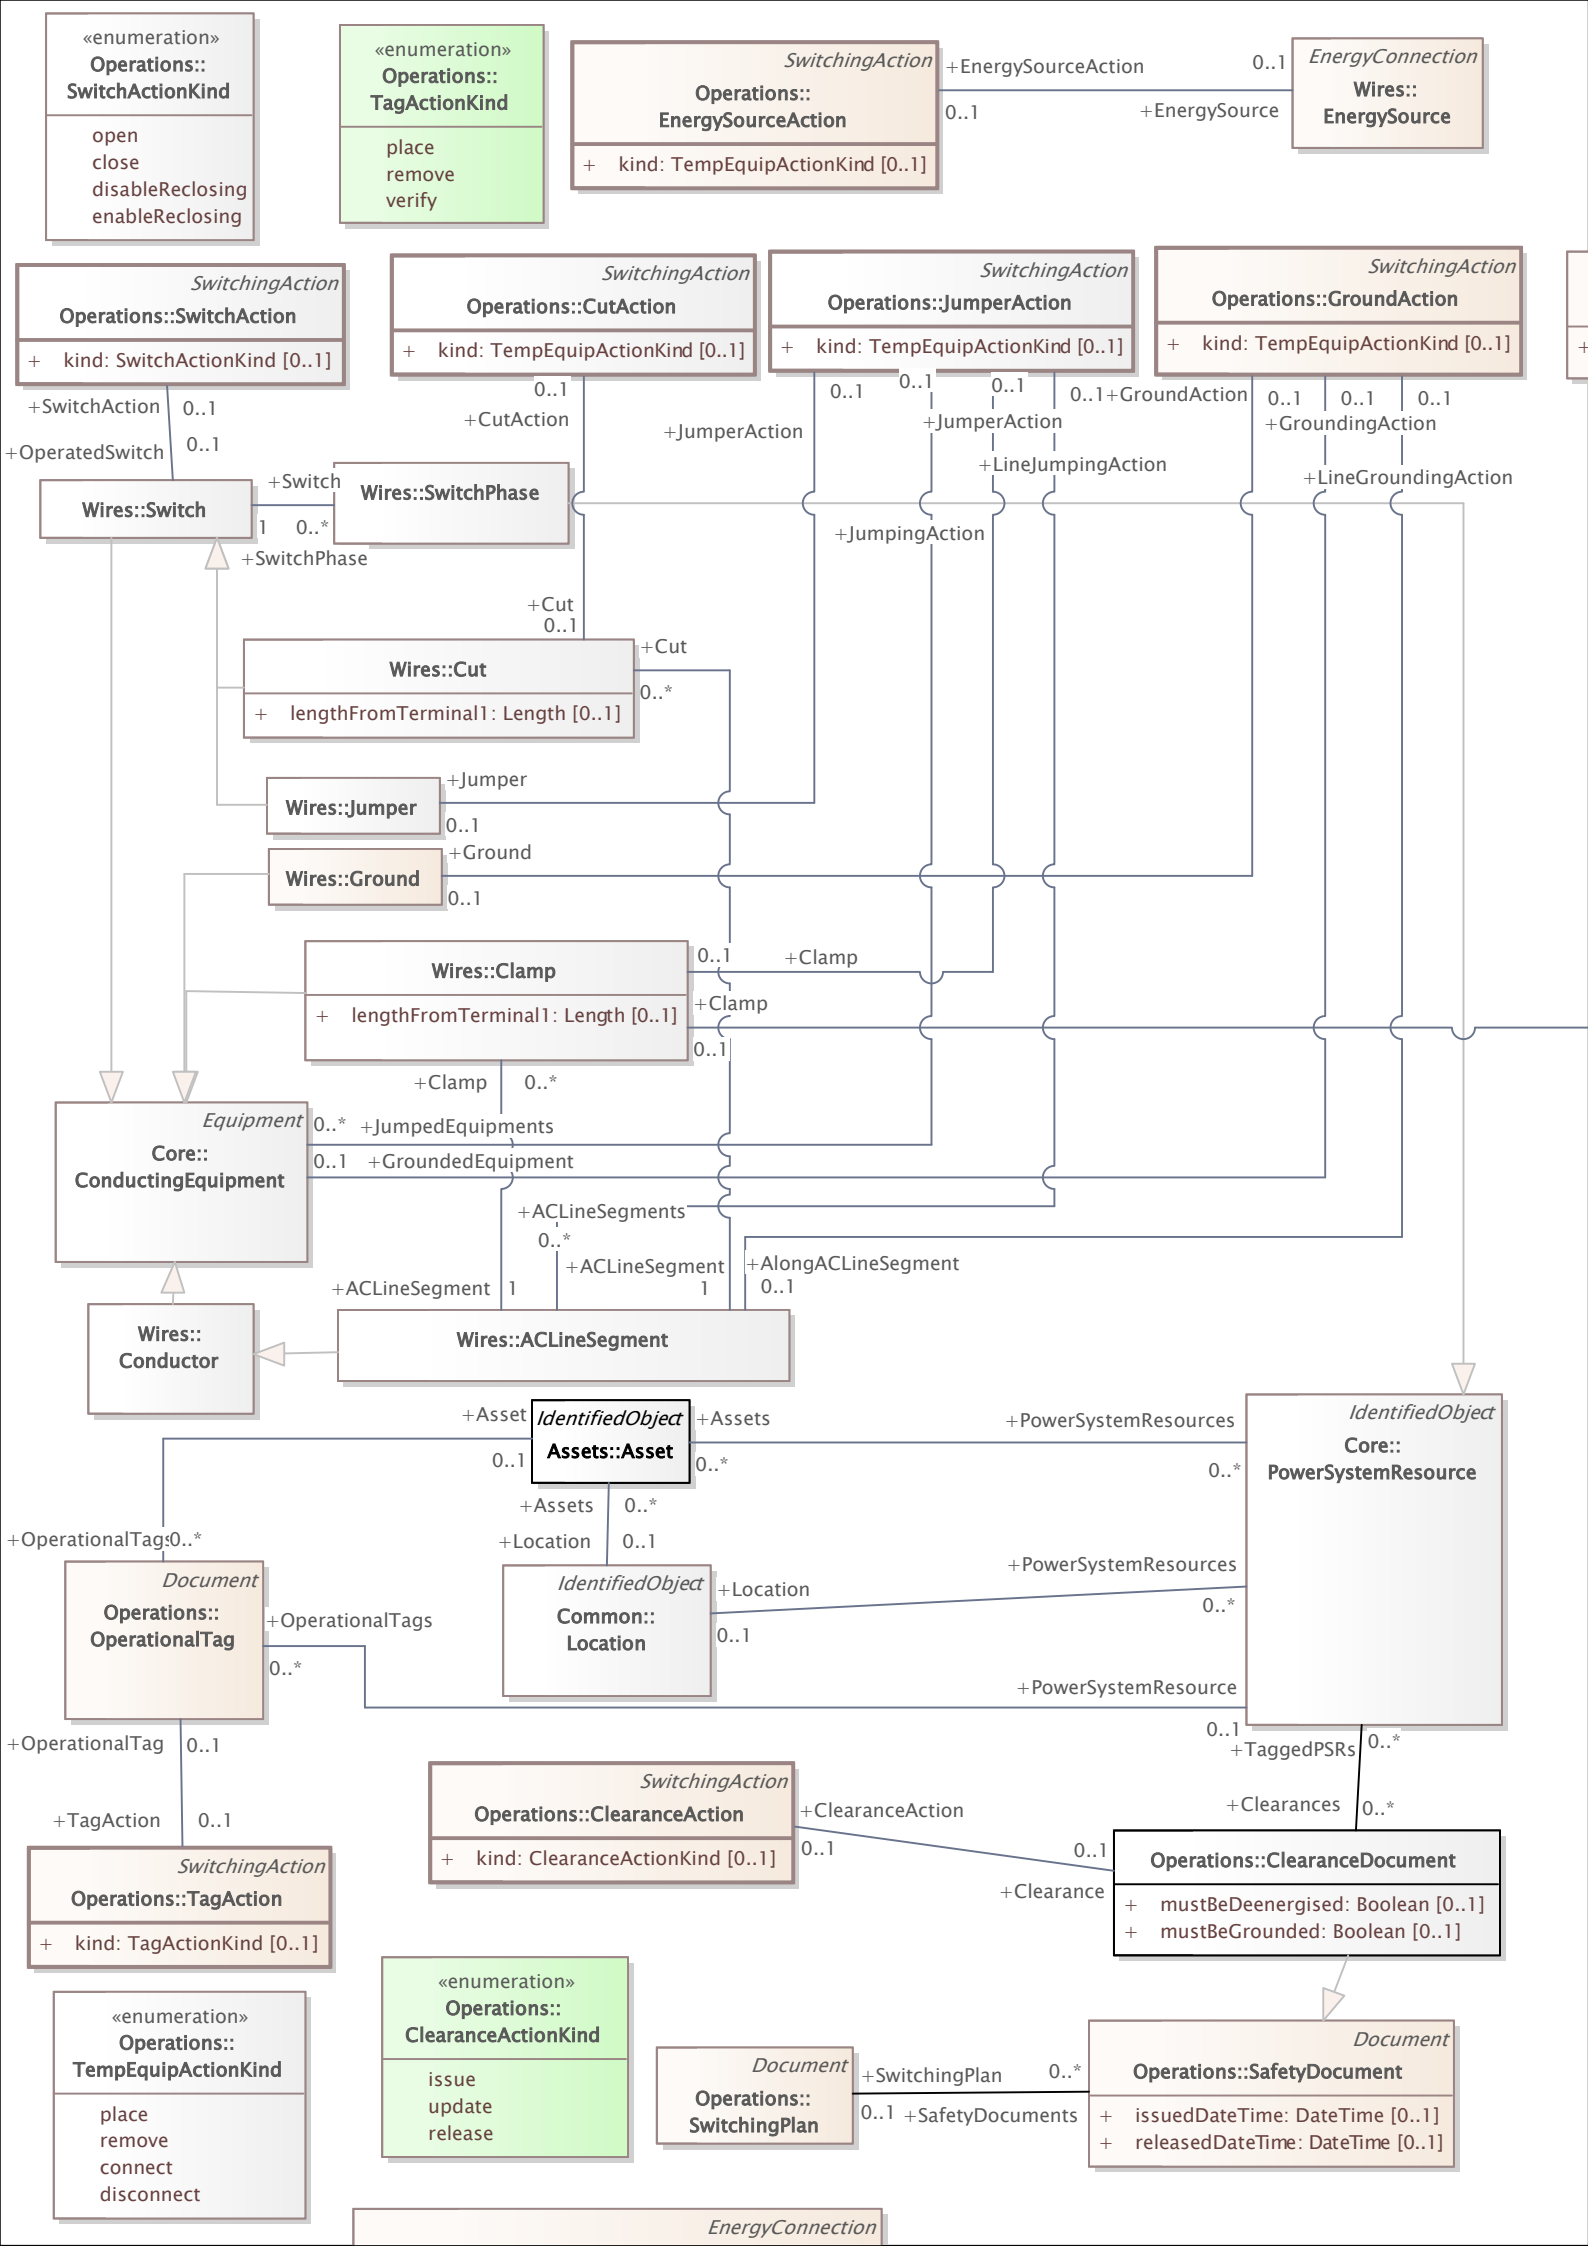 «enumeration»
Operations::
SwitchActionKind
open
close
disableReclosing
enableReclosing
«enumeration»
Operations::
TagActionKind
place
remove
verify
SwitchingAction
Operations::
EnergySourceAction
+ kind: TempEquipActionKind [0..1]
+EnergySourceAction
0..1
0..1
+EnergySource
EnergyConnection
Wires::
EnergySource
SwitchingAction
Operations::SwitchAction
+ kind: SwitchActionKind [0..1]
SwitchingAction
Operations::CutAction
+ kind: TempEquipActionKind [0..1]
SwitchingAction
Operations::JumperAction
+ kind: TempEquipActionKind [0..1]
SwitchingAction
Operations::GroundAction
+ kind: TempEquipActionKind [0..1]
+
+SwitchAction 0..1
+OperatedSwitch 0..1
0..1
+CutAction
+JumperAction
0..1
0..1
0..1
+JumperAction
0..1
+GroundAction
0..1
0..1
0..1
+GroundingAction
+LineJumpingAction
+LineGroundingAction
+JumpingAction
Wires::Switch
+Switch
1
0..*
+SwitchPhase
Wires::SwitchPhase
+Cut
0..1
+Cut
0..*
Wires::Cut
+ lengthFromTerminal1: Length [0..1]
Wires::Jumper
+Jumper
0..1
Wires::Ground
+Ground
0..1
Wires::Clamp
+ lengthFromTerminal1: Length [0..1]
0..1
+Clamp
+Clamp
0..1
+Clamp 0..*
Equipment
Core::
ConductingEquipment
0..* +JumpedEquipments
0..1 +GroundedEquipment
+ACLineSegments
0..*
+ACLineSegment
1
+AlongACLineSegment
0..1
+ACLineSegment 1
Wires::
Conductor
Wires::ACLineSegment
+Asset
0..1
IdentifiedObject
Assets::Asset
+Assets
0..*
+PowerSystemResources
0..*
IdentifiedObject
Core::
PowerSystemResource
+Assets 0..*
+Location 0..1
+OperationalTags
0..*
Document
Operations::
OperationalTag
+OperationalTags
0..*
IdentifiedObject
Common::
Location
+Location
0..1
+PowerSystemResources
0..*
+PowerSystemResource
0..1
+TaggedPSRs
0..*
+Clearances 0..*
+OperationalTag 0..1
+TagAction 0..1
SwitchingAction
Operations::TagAction
+ kind: TagActionKind [0..1]
SwitchingAction
Operations::ClearanceAction
+ kind: ClearanceActionKind [0..1]
+ClearanceAction
0..1
0..1
+Clearance
Operations::ClearanceDocument
+ mustBeDeenergised: Boolean [0..1]
+ mustBeGrounded: Boolean [0..1]
«enumeration»
Operations::
TempEquipActionKind
place
remove
connect
disconnect
«enumeration»
Operations::
ClearanceActionKind
issue
update
release
Document
Operations::
SwitchingPlan
+SwitchingPlan
0..1
0..*
+SafetyDocuments
Document
Operations::SafetyDocument
+ issuedDateTime: DateTime [0..1]
+ releasedDateTime: DateTime [0..1]
EnergyConnection